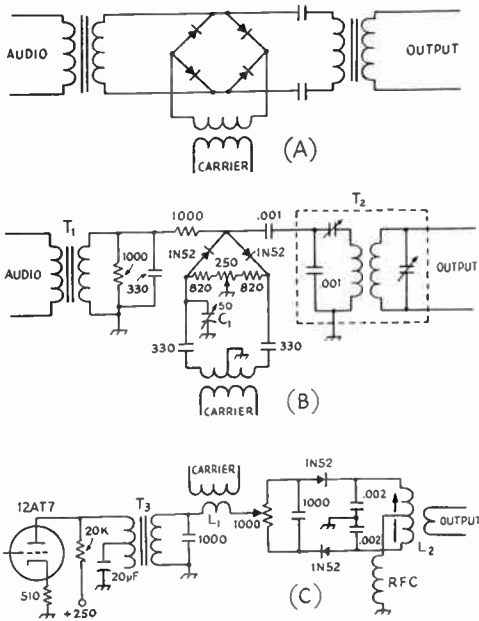 AUDIO
OUTPUT
CARRIER
(A)
T1
T2
1000
.001
1N52
1N52
AUDIO
1000
330
250
820
820
.001
OUTPUT
50
C1
330
330
CARRIER
(B)
CARRIER
1N52
12AT7
T3
L1
1000
1000
.002
OUTPUT
20K
1000
.002
L2
20µF
1N52
510
+250
(C)
RFC